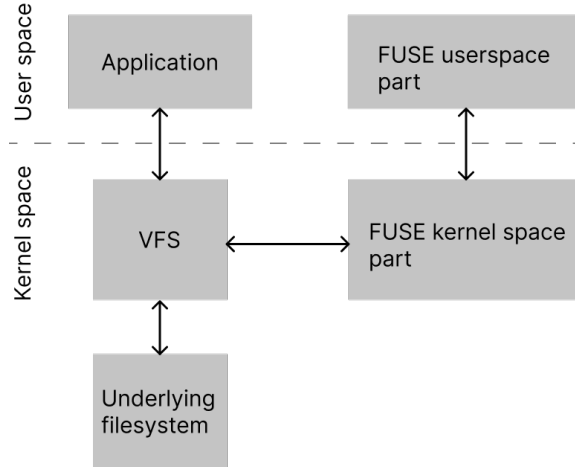 User space
Application
FUSE userspace
part
Kernel space
VFS
FUSE kernel space
part
Underlying
filesystem